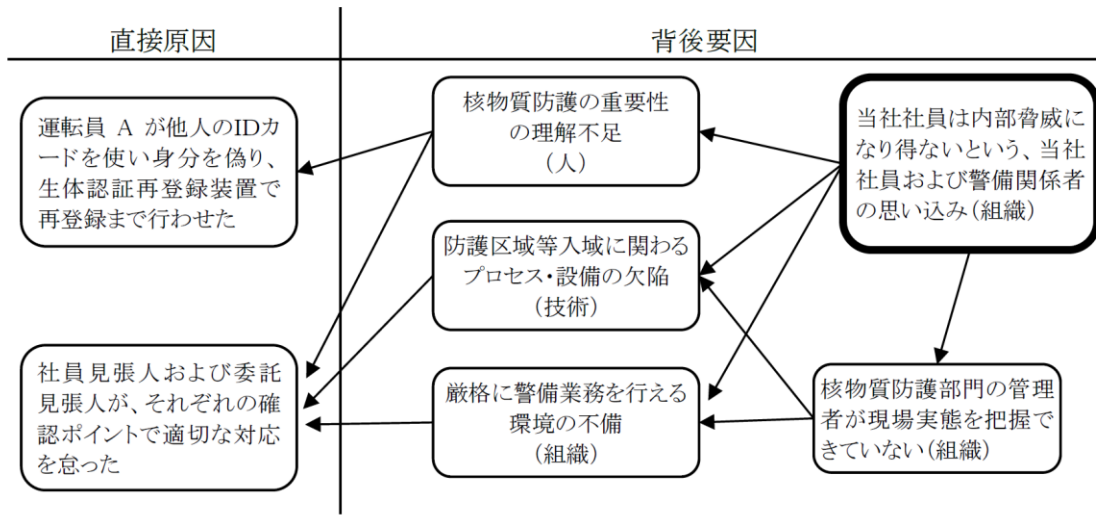 直接原因
背後要因
運転員 A が他人のIDカ
ードを使い身分を偽り、
生体認証再登録装置で
再登録まで行わせた
社員見張人および委託
見張人が、それぞれの確
認ポイントで適切な対応
を怠った
核物質防護の重要性
の理解不足
(人)
防護区域等入域に関わる
プロセス・設備の欠陥
(技術)
厳格に警備業務を行える
環境の不備
(組織)
当社社員は内部脅威に
なり得ないという、当社
社員および警備関係者
の思い込み(組織)
核物質防護部門の管理
者が現場実態を把握で
きていない(組織)